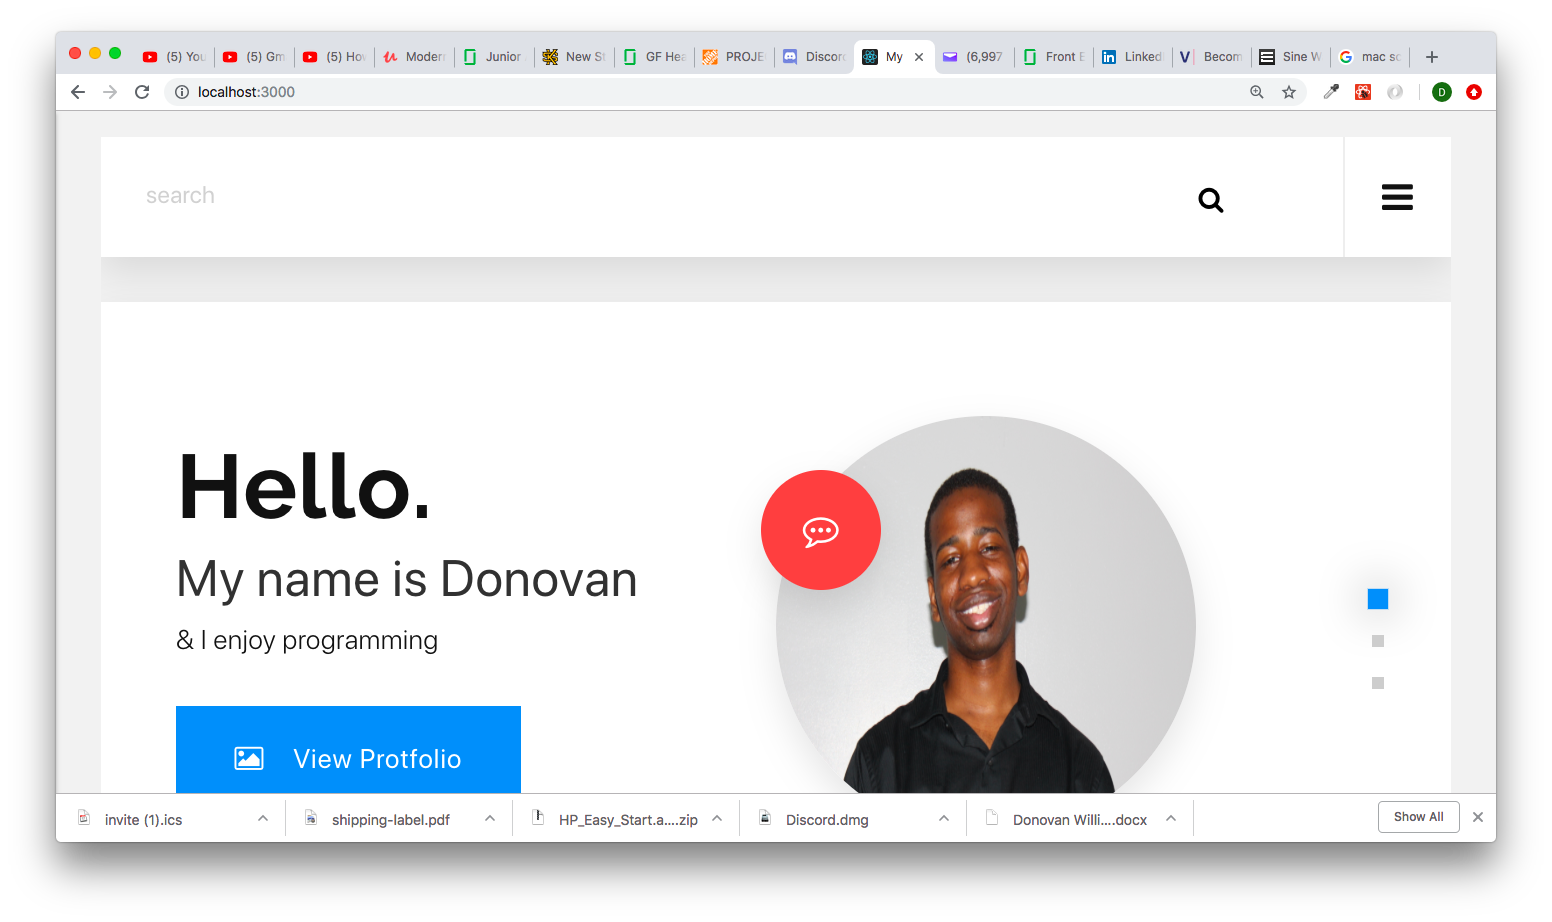 (5) You
(5) Gm
(5) How
Modern
Junior
New St
GF Hea
PROJE
Discord
My
(6,997
Front E
Linked
Becom
Sine W
mac sc
localhost:3000
D
search
Hello.
My name is Donovan
& I enjoy programming
View Protfolio
invite (1).ics
shipping-label.pdf
HP_Easy_Start.a....zip
Discord.dmg
Donovan Willi....docx
Show All